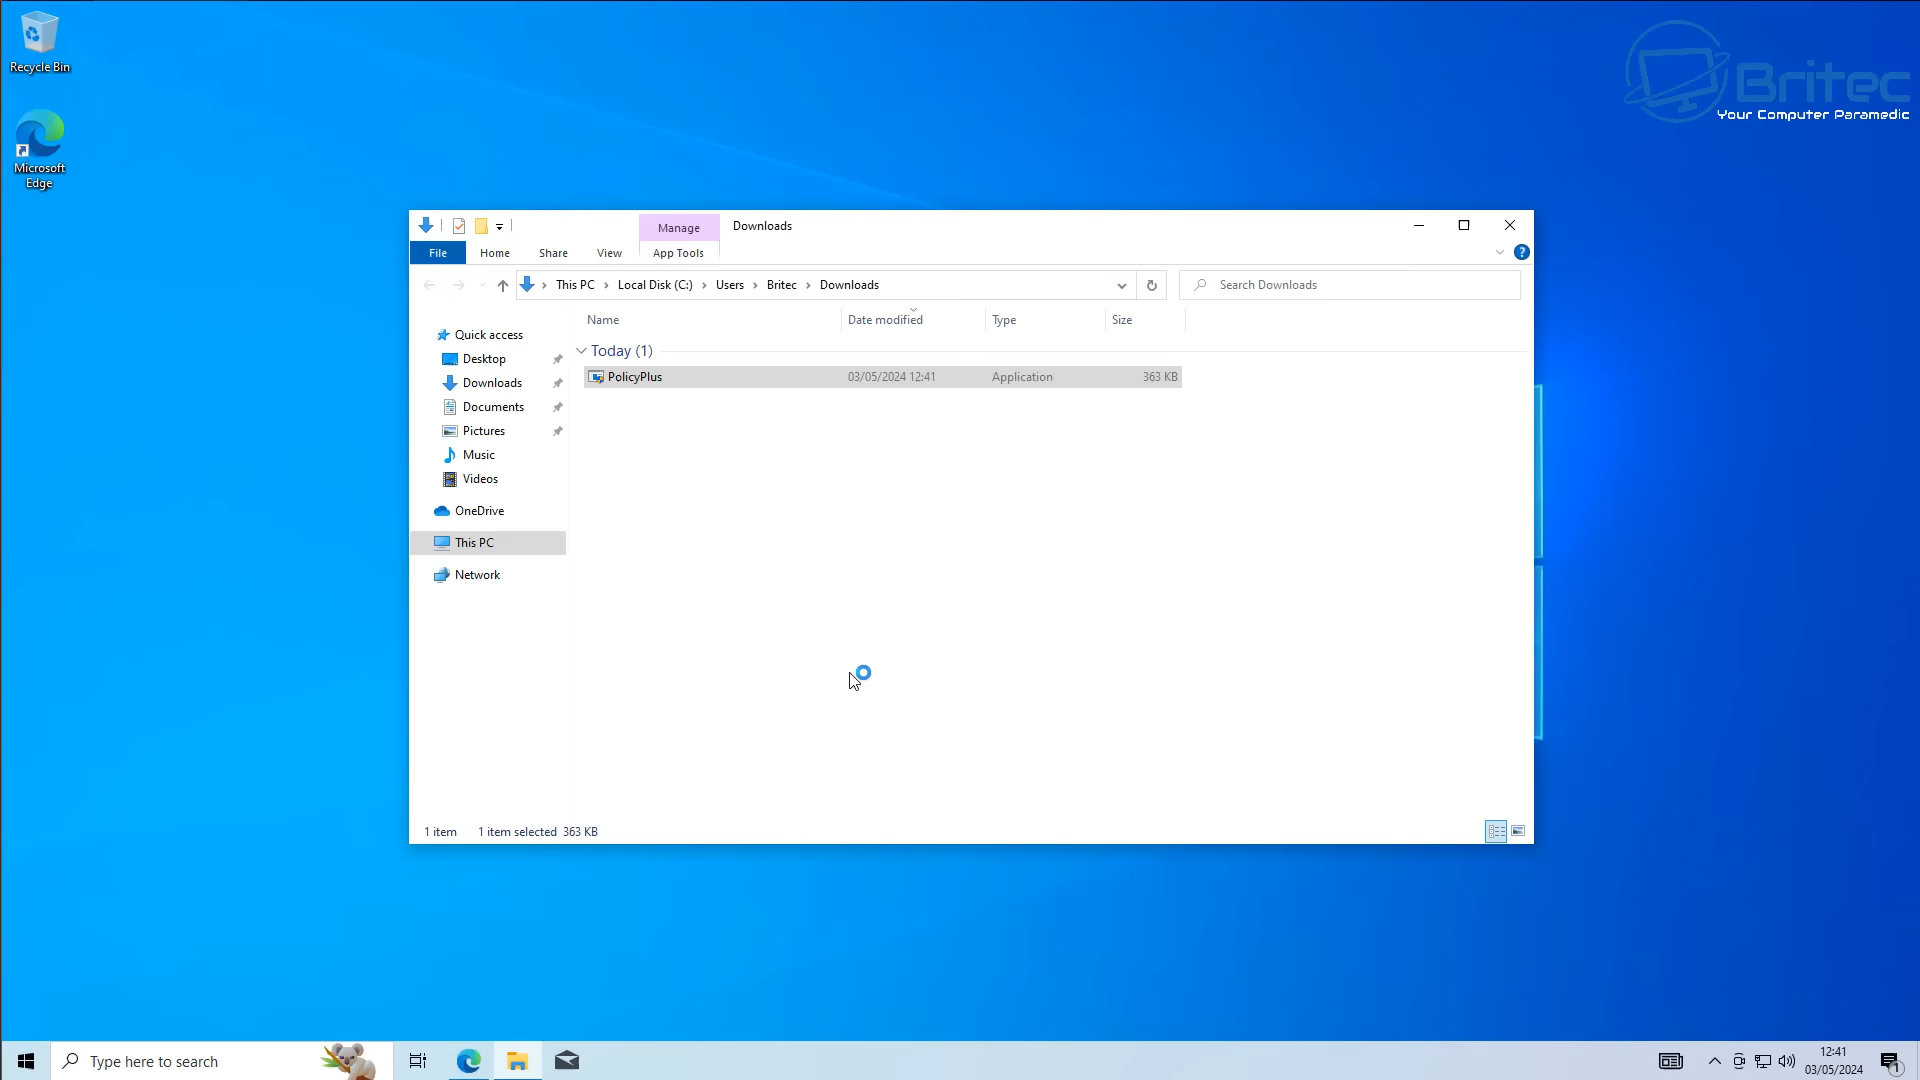 Recycle Bin
Microsoft
Edge
Britec
Your Computer Paramedic
Manage
Downloads
File
Home
Share
View
App Tools
This PC
Local Disk (C:)
Users
Britec
Downloads
Search Downloads
Name
Date modified
Type
Size
Quick access
Desktop
Downloads
Documents
Pictures
Music
Videos
OneDrive
This PC
Network
Today (1)
PolicyPlus
03/05/2024 12:41
Application
363 KB
1 item
1 item selected 363 KB
Type here to search
12:41
03/05/2024
1